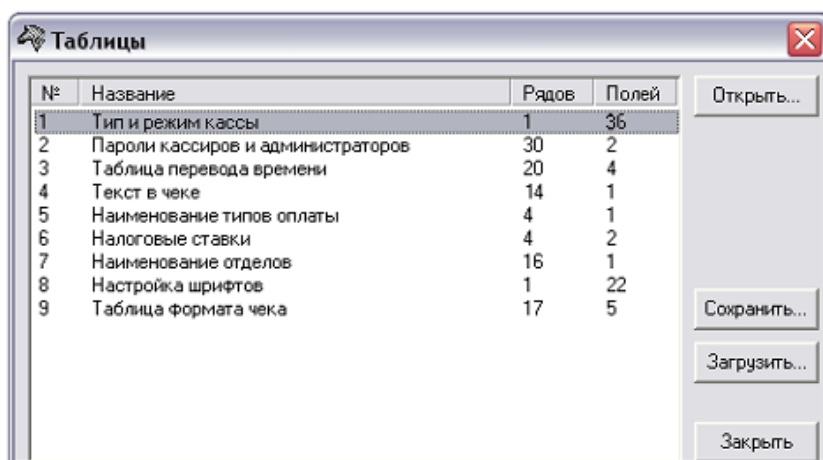 Таблицы
№ Название Рядов Полей
1 Тип и режим кассы 1 36
2 Пароли кассиров и администраторов 30 2
3 Таблица перевода времени 20 4
4 Текст в чеке 14 1
5 Наименование типов оплаты 4 1
6 Налоговые ставки 4 2
7 Наименование отделов 16 1
8 Настройка шрифтов 1 22
9 Таблица формата чека 17 5
Открыть...
Сохранить...
Загрузить...
Закрыть